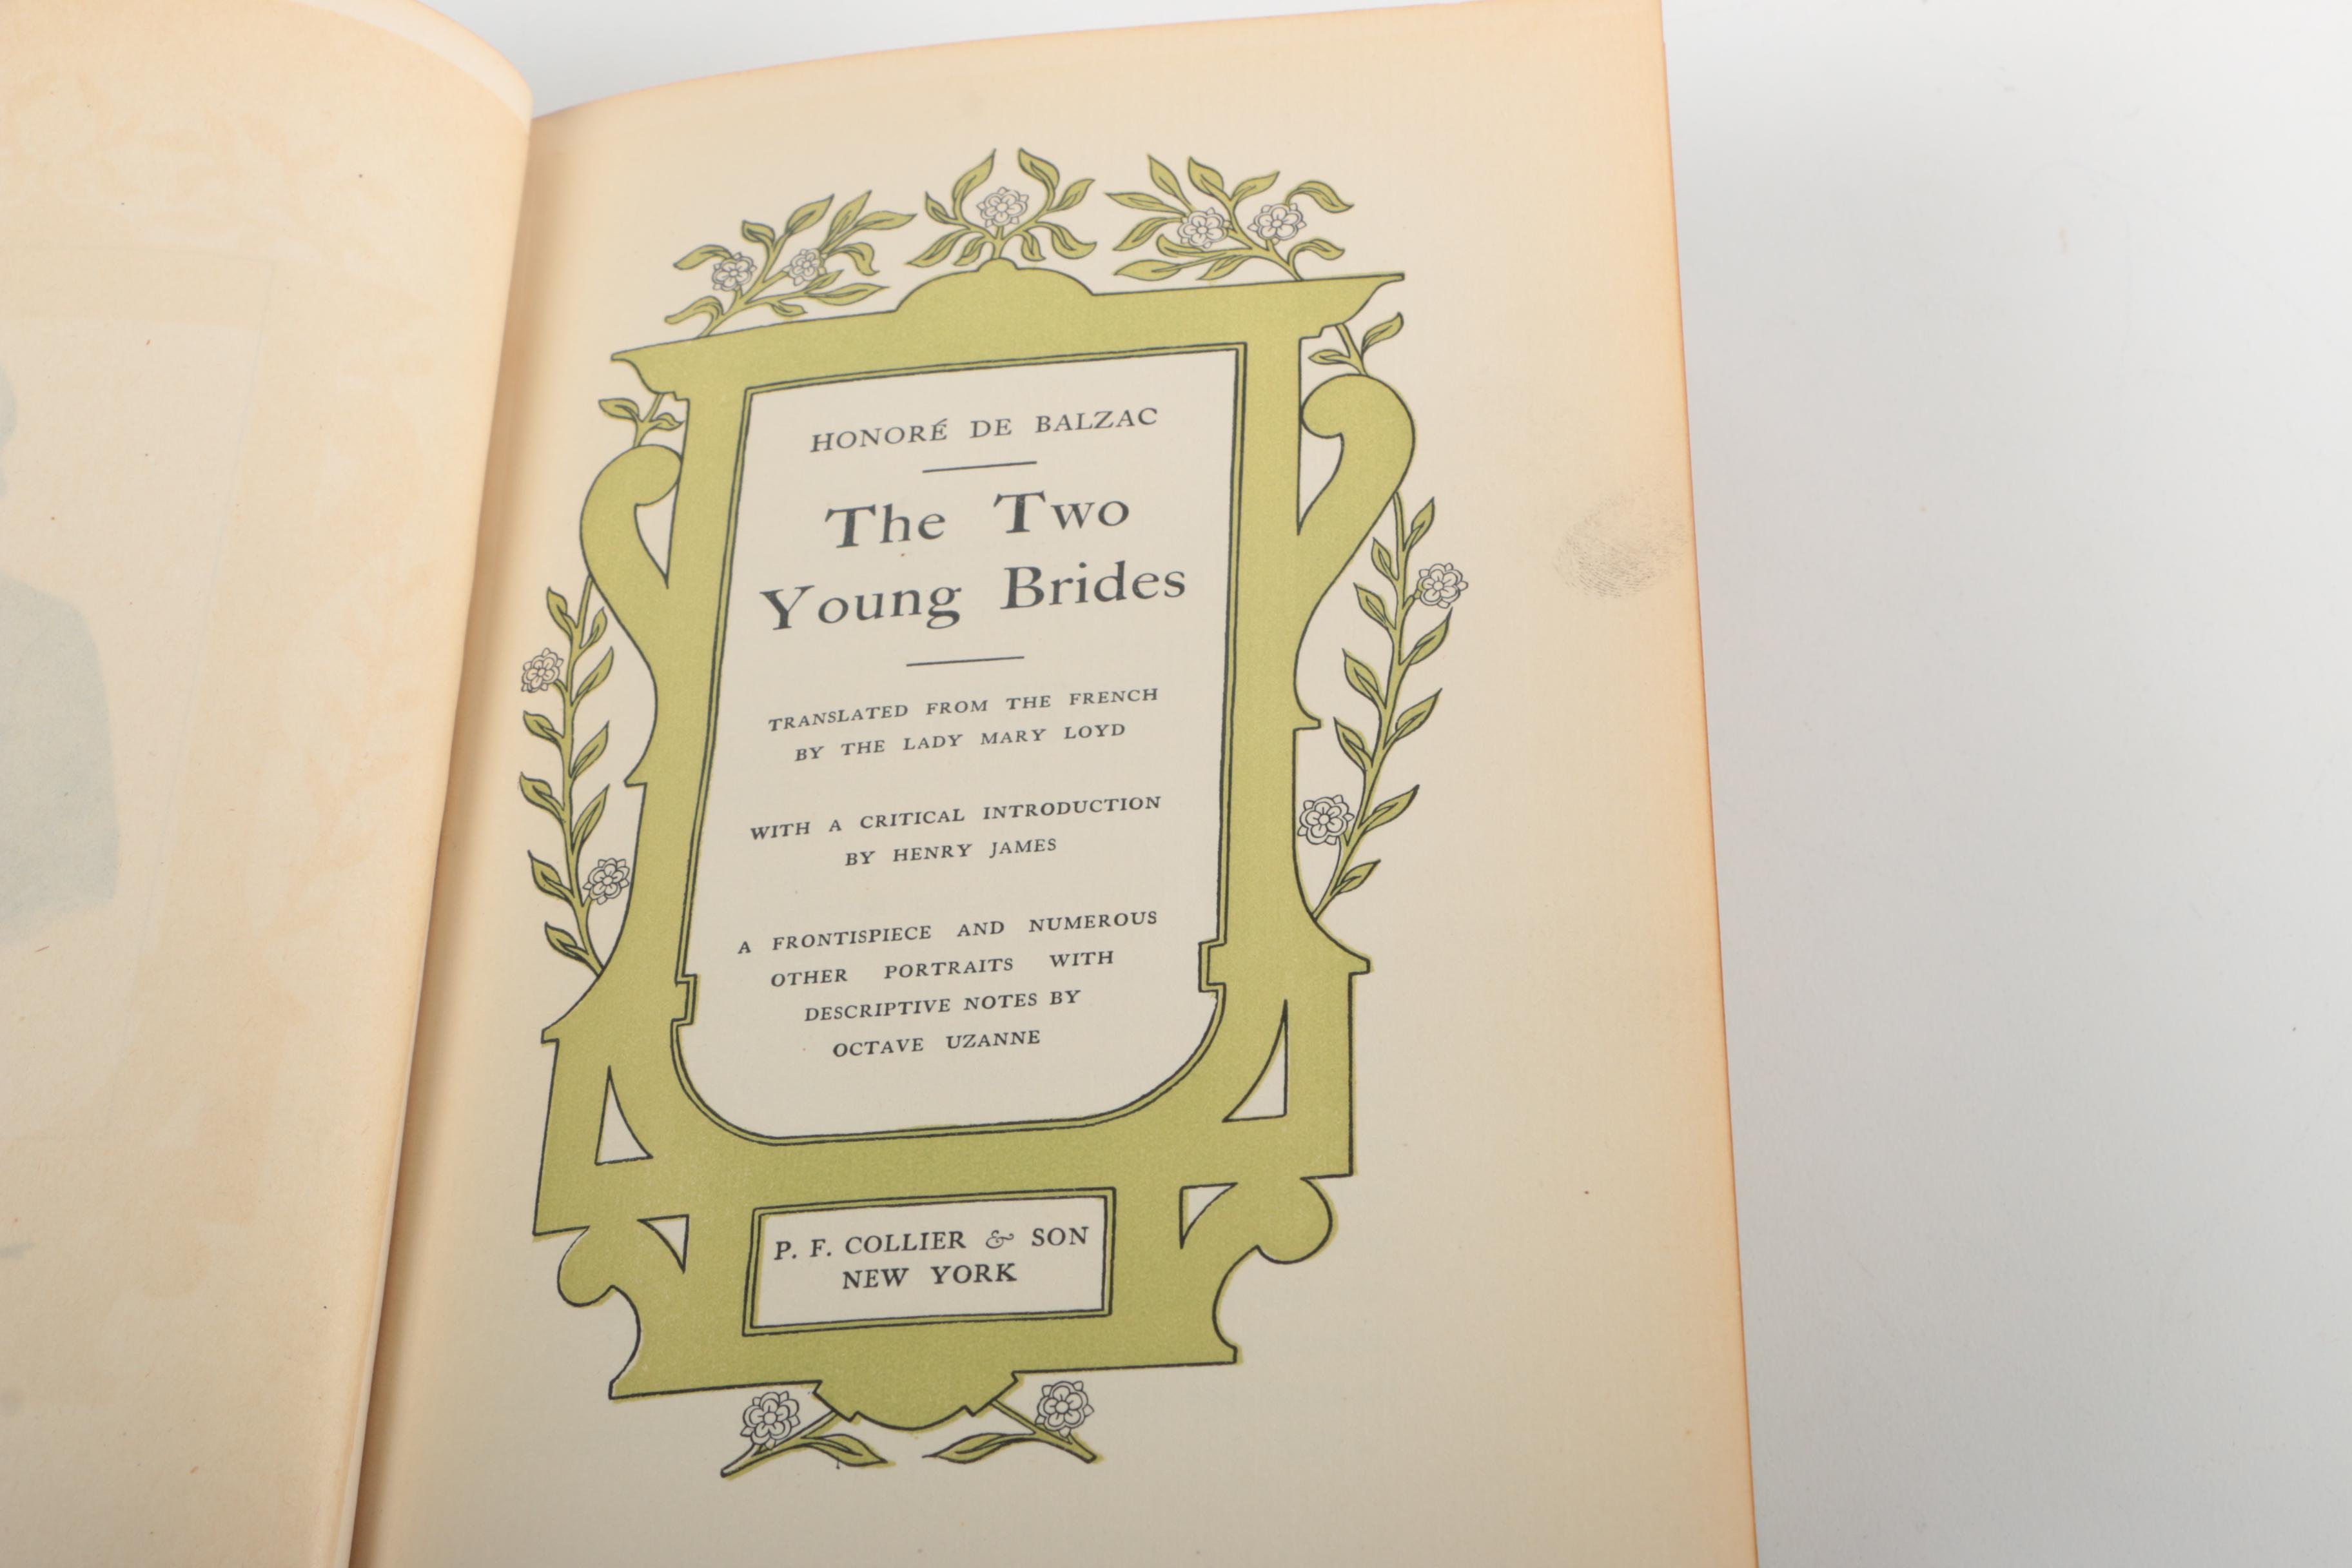 HONORÉ DE BALZAC
The Two
Young Brides
TRANSLATED FROM THE FRENCH
BY THE LADY MARY LOYD
WITH A CRITICAL INTRODUCTION
BY HENRY JAMES
A FRONTISPIECE AND NUMEROUS
OTHER PORTRAITS WITH
DESCRIPTIVE NOTES BY
OCTAVE UZANNE
P. F. COLLIER & SON
NEW YORK